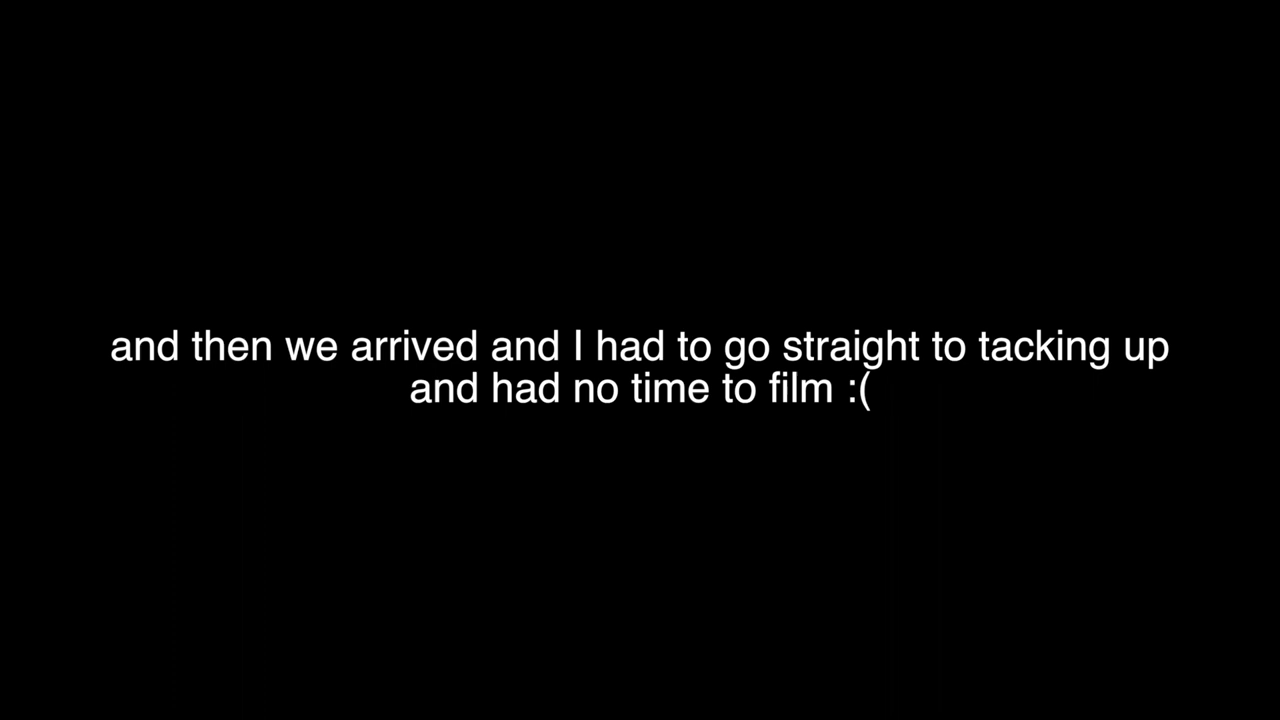 and then we arrived and I had to go straight to tacking up
and had no time to film :(